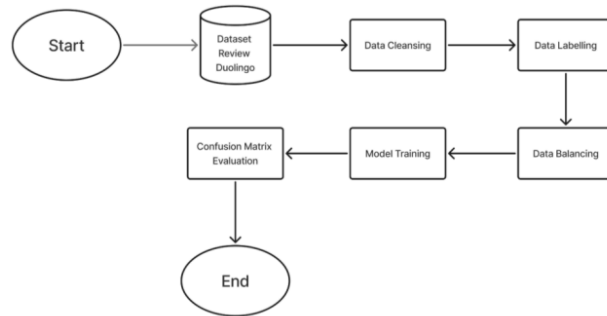 Start
Dataset
Review
Duolingo
Data Cleansing
Data Labelling
Data Balancing
Model Training
Confusion Matrix
Evaluation
End